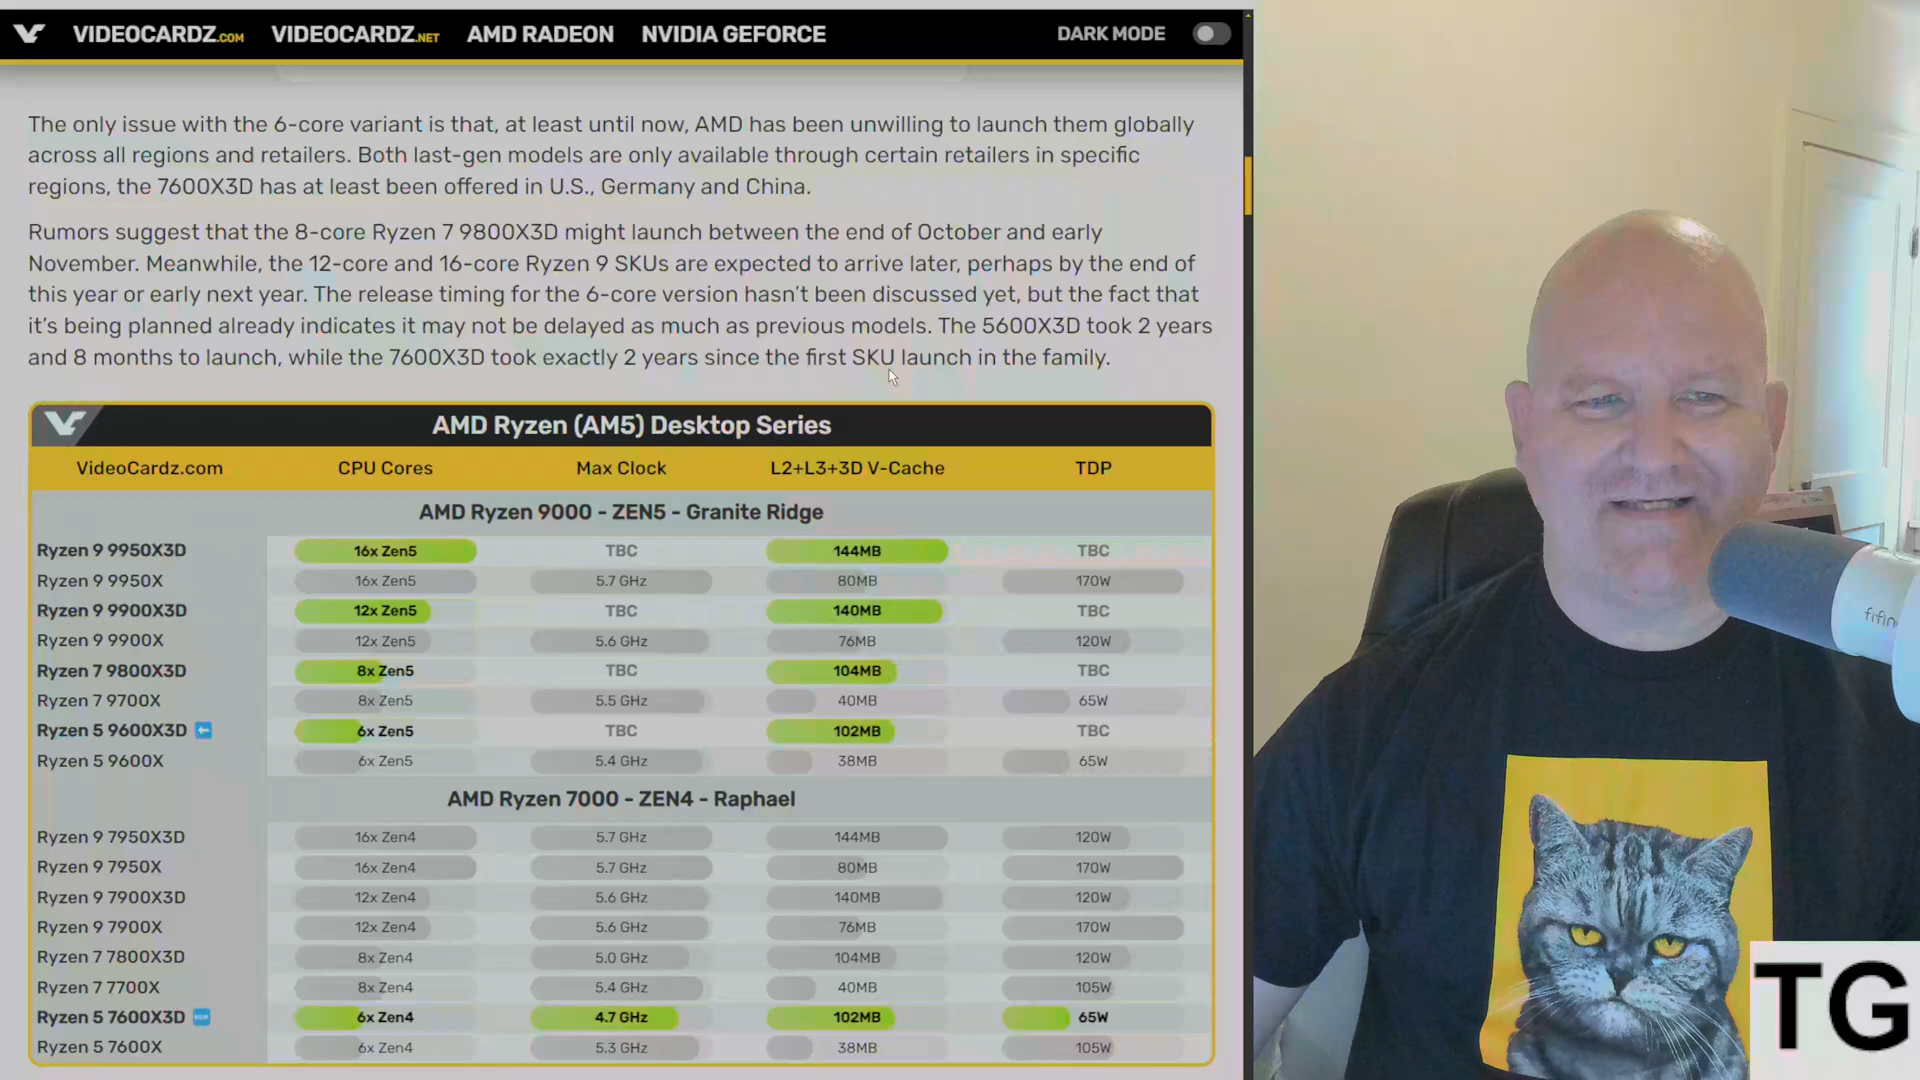 VIDEOCARDZ.COM VIDEOCARDZ.NET AMD RADEON NVIDIA GEFORCE DARK MODE
The only issue with the 6-core variant is that, at least until now, AMD has been unwilling to launch them globally
across all regions and retailers. Both last-gen models are only available through certain retailers in specific
regions, the 7600X3D has at least been offered in U.S., Germany and China.
Rumors suggest that the 8-core Ryzen 7 9800X3D might launch between the end of October and early
November. Meanwhile, the 12-core and 16-core Ryzen 9 SKUs are expected to arrive later, perhaps by the end of
this year or early next year. The release timing for the 6-core version hasn't been discussed yet, but the fact that
it's being planned already indicates it may not be delayed as much as previous models. The 5600X3D took 2 years
and 8 months to launch, while the 7600X3D took exactly 2 years since the first SKU launch in the family.
AMD Ryzen (AM5) Desktop Series
VideoCardz.com CPU Cores Max Clock L2+L3+3D V-Cache TDP
AMD Ryzen 9000 - ZEN5 - Granite Ridge
Ryzen 9 9950X3D 16x Zen5 TBC 144MB TBC
Ryzen 9 9950X 16x Zen5 5.7 GHz 80MB 170W
Ryzen 9 9900X3D 12x Zen5 TBC 140MB TBC
Ryzen 9 9900X 12x Zen5 5.6 GHz 76MB 120W
Ryzen 7 9800X3D 8x Zen5 TBC 104MB TBC
Ryzen 7 9700X 8x Zen5 5.5 GHz 40MB 65W
Ryzen 5 9600X3D 6x Zen5 TBC 102MB TBC
Ryzen 5 9600X 6x Zen5 5.4 GHz 38MB 65W
AMD Ryzen 7000 - ZEN4 - Raphael
Ryzen 9 7950X3D 16x Zen4 5.7 GHz 144MB 120W
Ryzen 9 7950X 16x Zen4 5.7 GHz 80MB 170W
Ryzen 9 7900X3D 12x Zen4 5.6 GHz 140MB 120W
Ryzen 9 7900X 12x Zen4 5.6 GHz 76MB 170W
Ryzen 7 7800X3D 8x Zen4 5.0 GHz 104MB 120W
Ryzen 7 7700X 8x Zen4 5.4 GHz 40MB 105W
Ryzen 5 7600X3D 6x Zen4 4.7 GHz 102MB 65W
Ryzen 5 7600X 6x Zen4 5.3 GHz 38MB 105W
fifine
TG